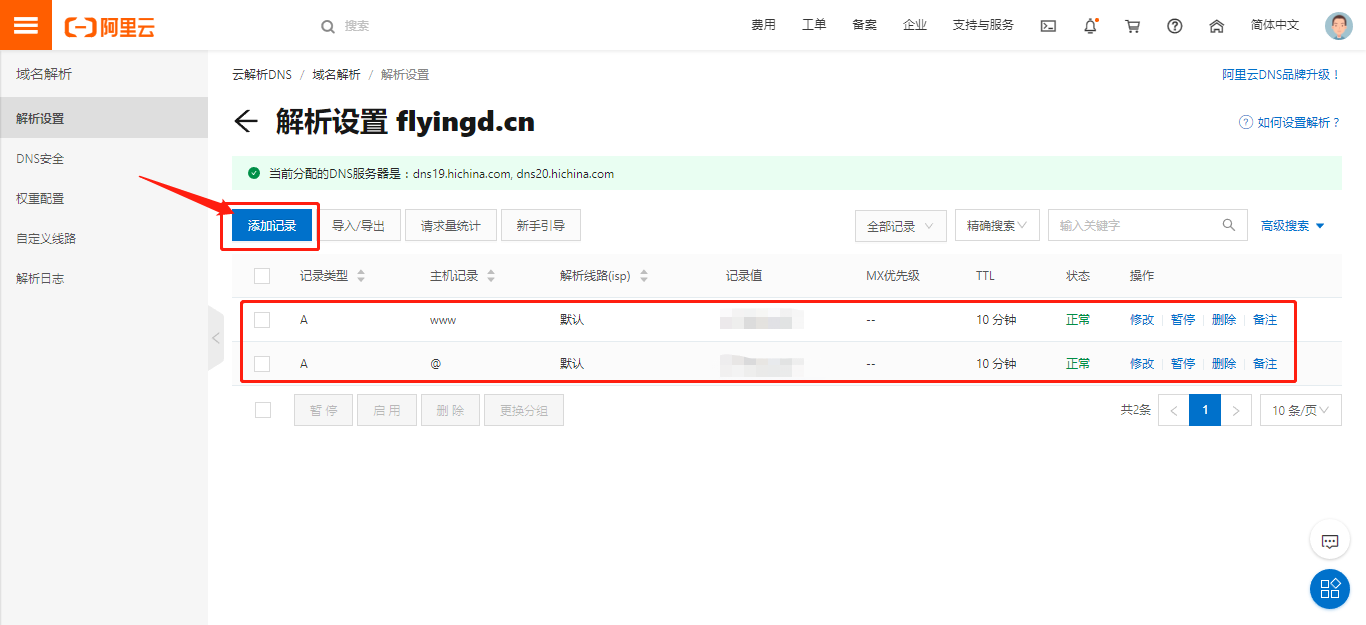 阿里云 搜索 费用 工单 备案 企业 支持与服务 简体中文
域名解析
解析设置
DNS安全
权重配置
自定义线路
解析日志
云解析DNS / 域名解析 / 解析设置
阿里云DNS品牌升级！
解析设置 flyingd.cn
如何设置解析？
当前分配的DNS服务器是：dns19.hichina.com, dns20.hichina.com
添加记录 导入/导出 请求量统计 新手引导 全部记录 精确搜索 输入关键字 高级搜索
记录类型 主机记录 解析线路(isp) 记录值 MX优先级 TTL 状态 操作
A www 默认 -- 10 分钟 正常 修改 暂停 删除 备注
A @ 默认 -- 10 分钟 正常 修改 暂停 删除 备注
暂停 启用 删除 更换分组 共2条 < 1 > 10 条/页